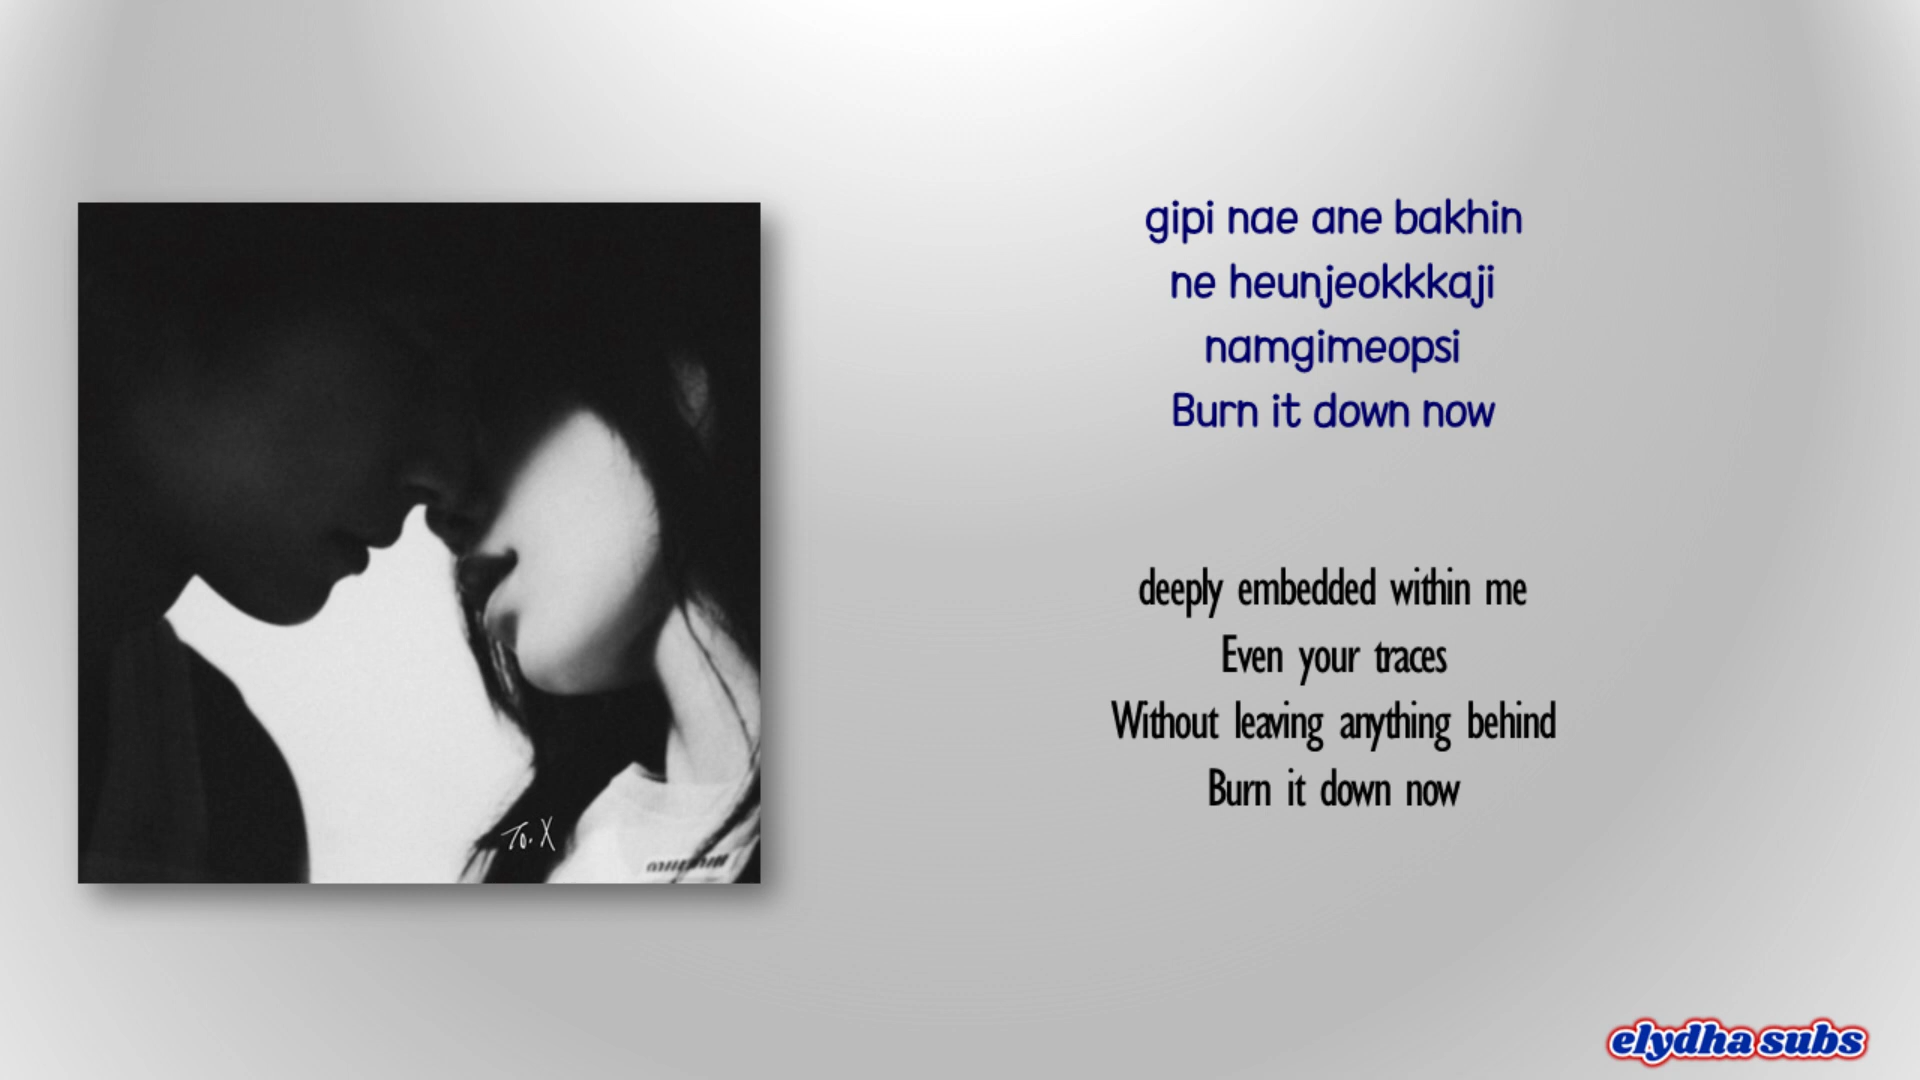 gipi nae ane bakhin
ne heunjeokkkaji
namgimeopsi
Burn it down now
deeply embedded within me
Even your traces
Without leaving anything behind
Burn it down now
To. X
elydha subs